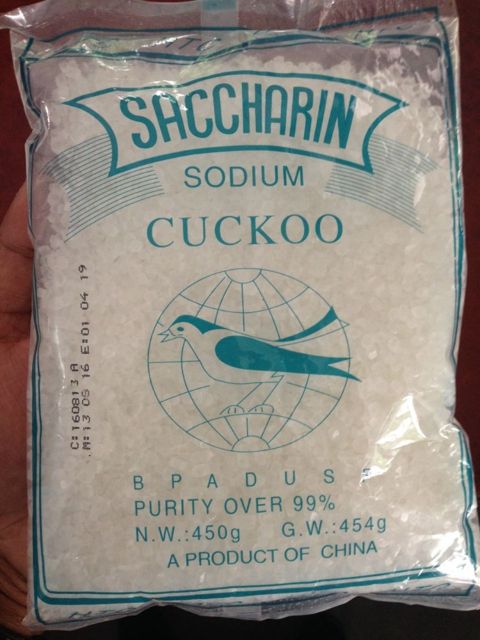 SACCHARIN
SODIUM
CUCKOO
C:160813 A
M:13 05 16 E:01 04 19
B P A D U S
PURITY OVER 99%
N.W.:450g G.W.:454g
A PRODUCT OF CHINA